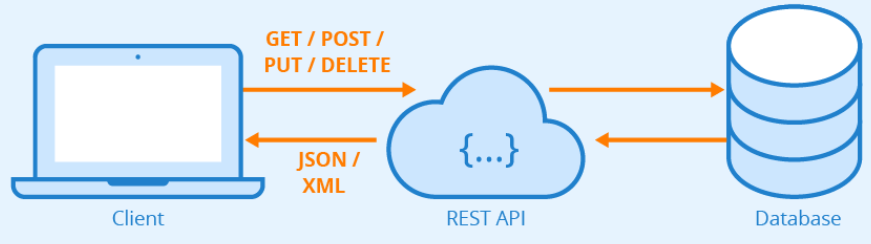 GET / POST /
PUT / DELETE
{...}
JSON /
XML
Client
REST API
Database